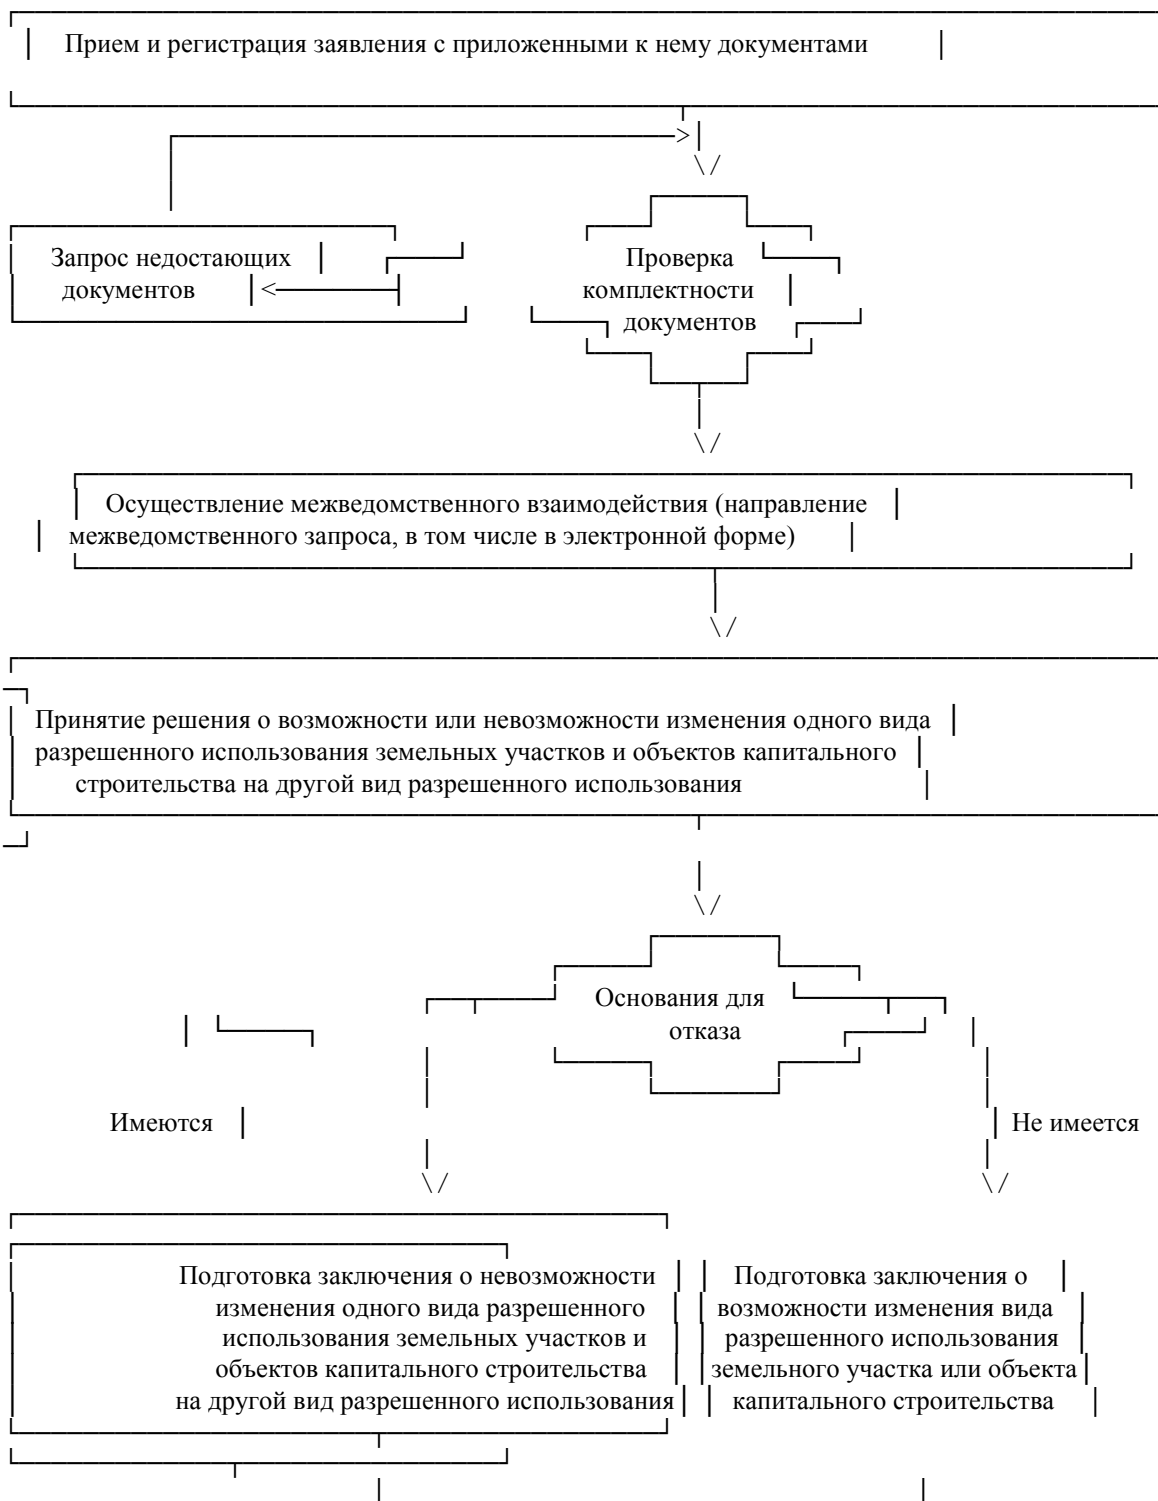 Прием и регистрация заявления с приложенными к нему документами
Запрос недостающих
документов
Проверка
комплектности
документов
Осуществление межведомственного взаимодействия (направление
межведомственного запроса, в том числе в электронной форме)
Принятие решения о возможности или невозможности изменения одного вида
разрешенного использования земельных участков и объектов капитального
строительства на другой вид разрешенного использования
Основания для
отказа
Имеются
Не имеется
Подготовка заключения о невозможности
изменения одного вида разрешенного
использования земельных участков и
объектов капитального строительства
на другой вид разрешенного использования
Подготовка заключения о
возможности изменения вида
разрешенного использования
земельного участка или объекта
капитального строительства